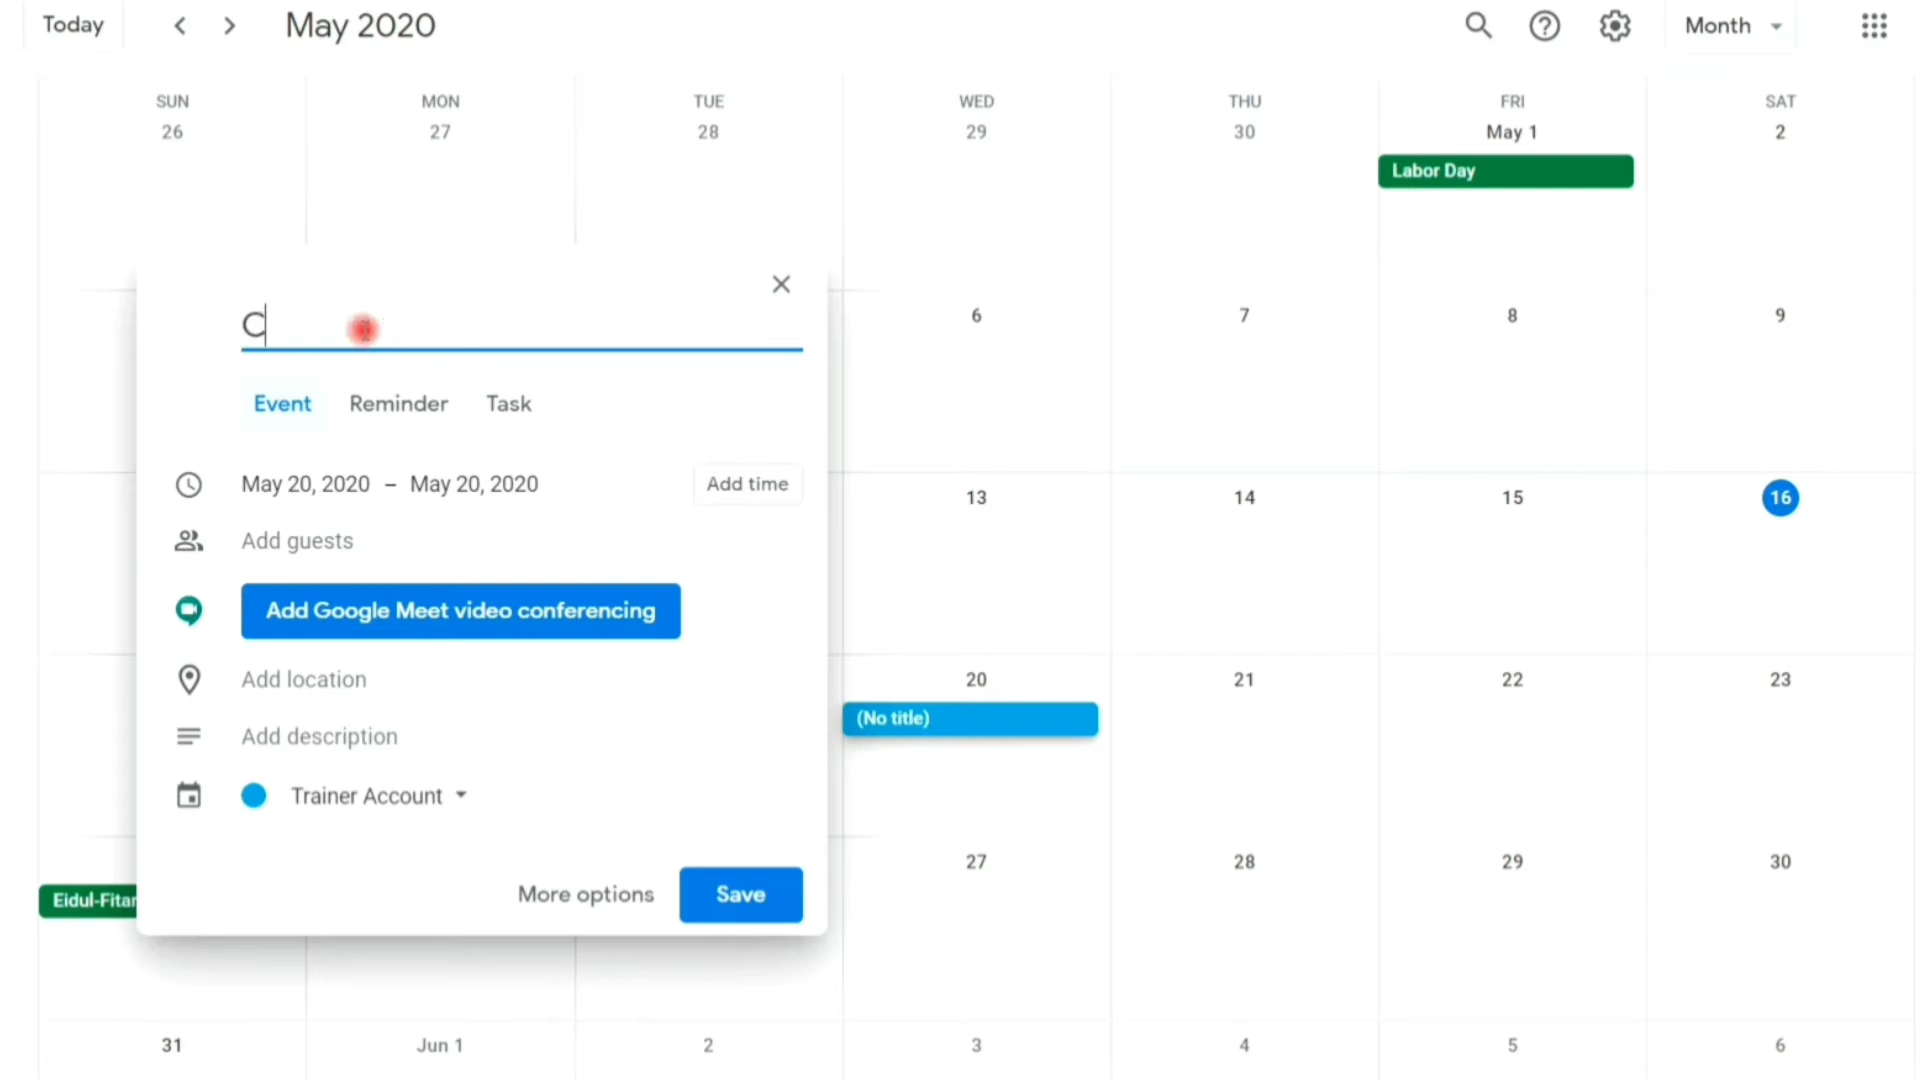 Today
May 2020
Month
SUN MON TUE WED THU FRI SAT
26 27 28 29 30 May 1 2
Labor Day
C
6 7 8 9
Event Reminder Task
May 20, 2020 – May 20, 2020 Add time
13 14 15 16
Add guests
Add Google Meet video conferencing
Add location
20 21 22 23
(No title)
Add description
Trainer Account
27 28 29 30
More options Save
Eidul-Fitar
31 Jun 1 2 3 4 5 6